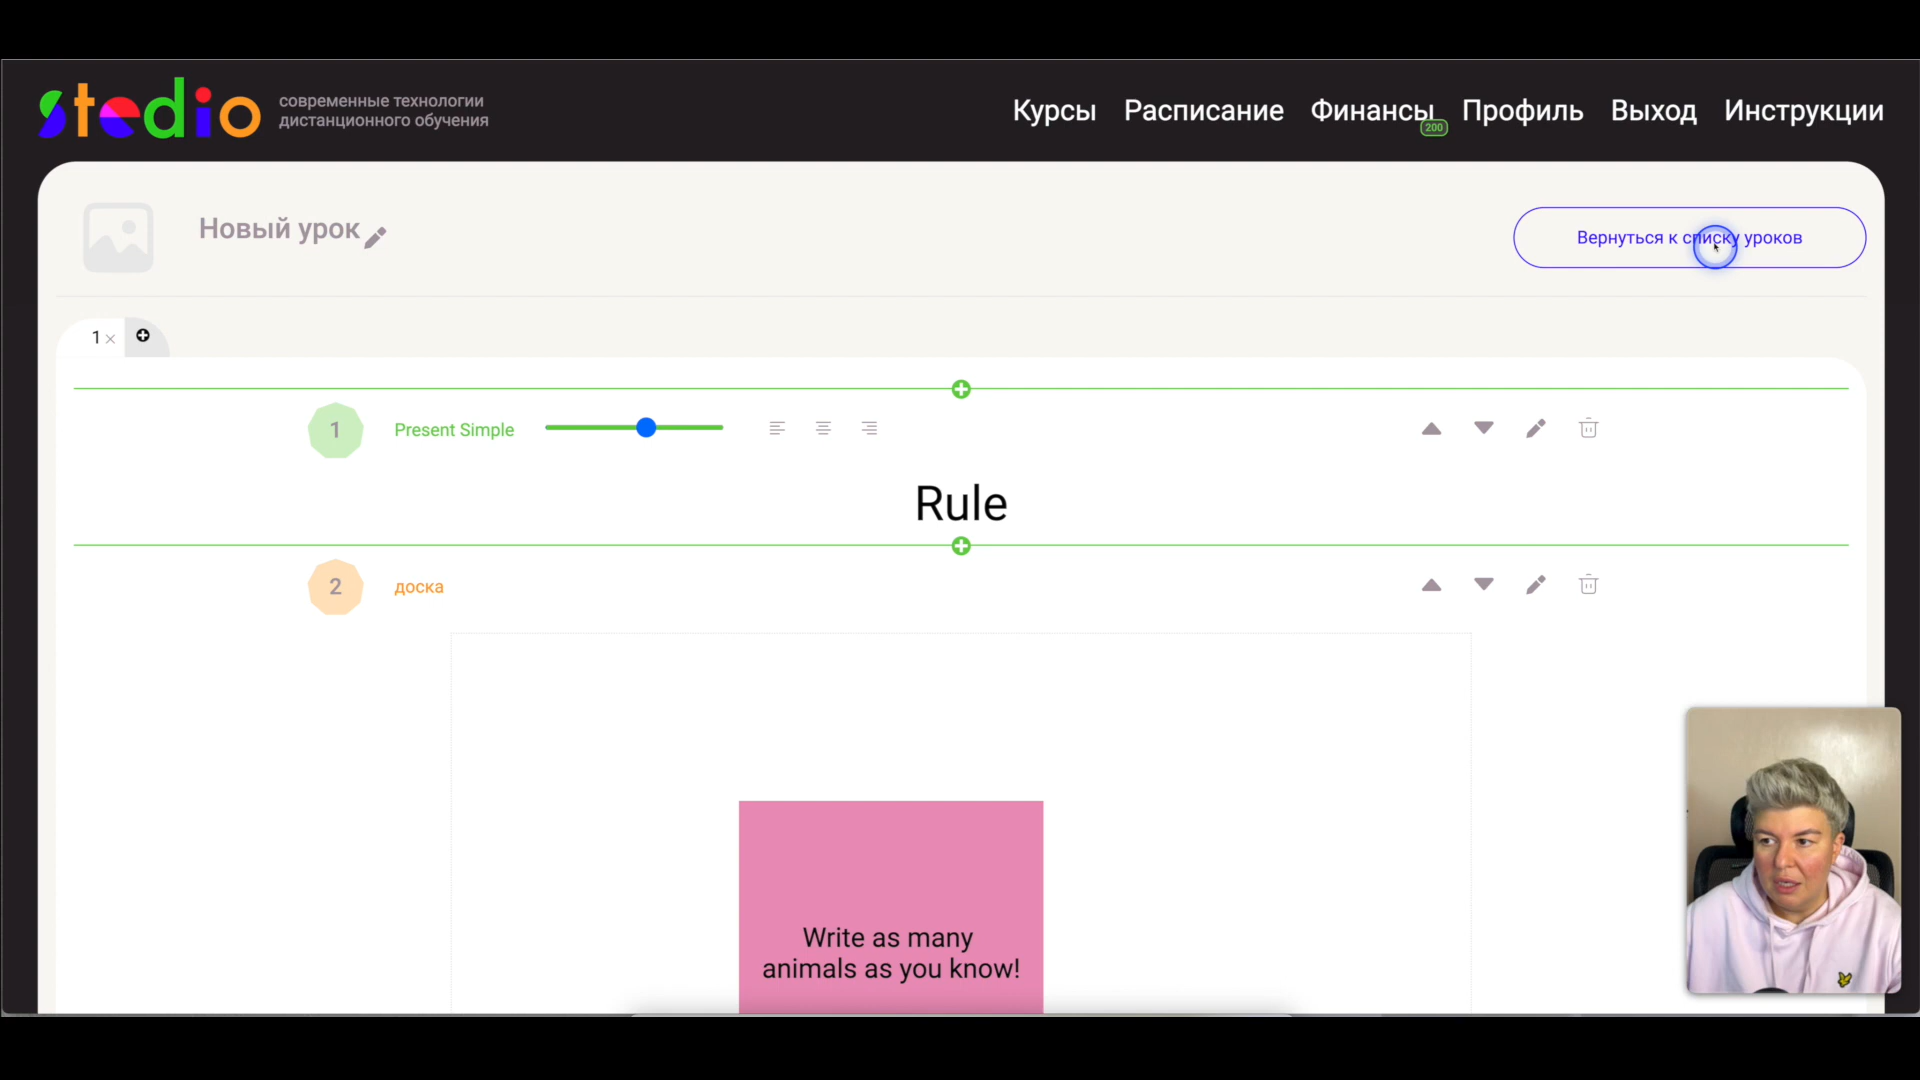 stedio
современные технологии
дистанционного обучения
Курсы Расписание Финансы Профиль Выход Инструкции
200
Новый урок
Вернуться к списку уроков
1
1 Present Simple
Rule
2 доска
Write as many
animals as you know!